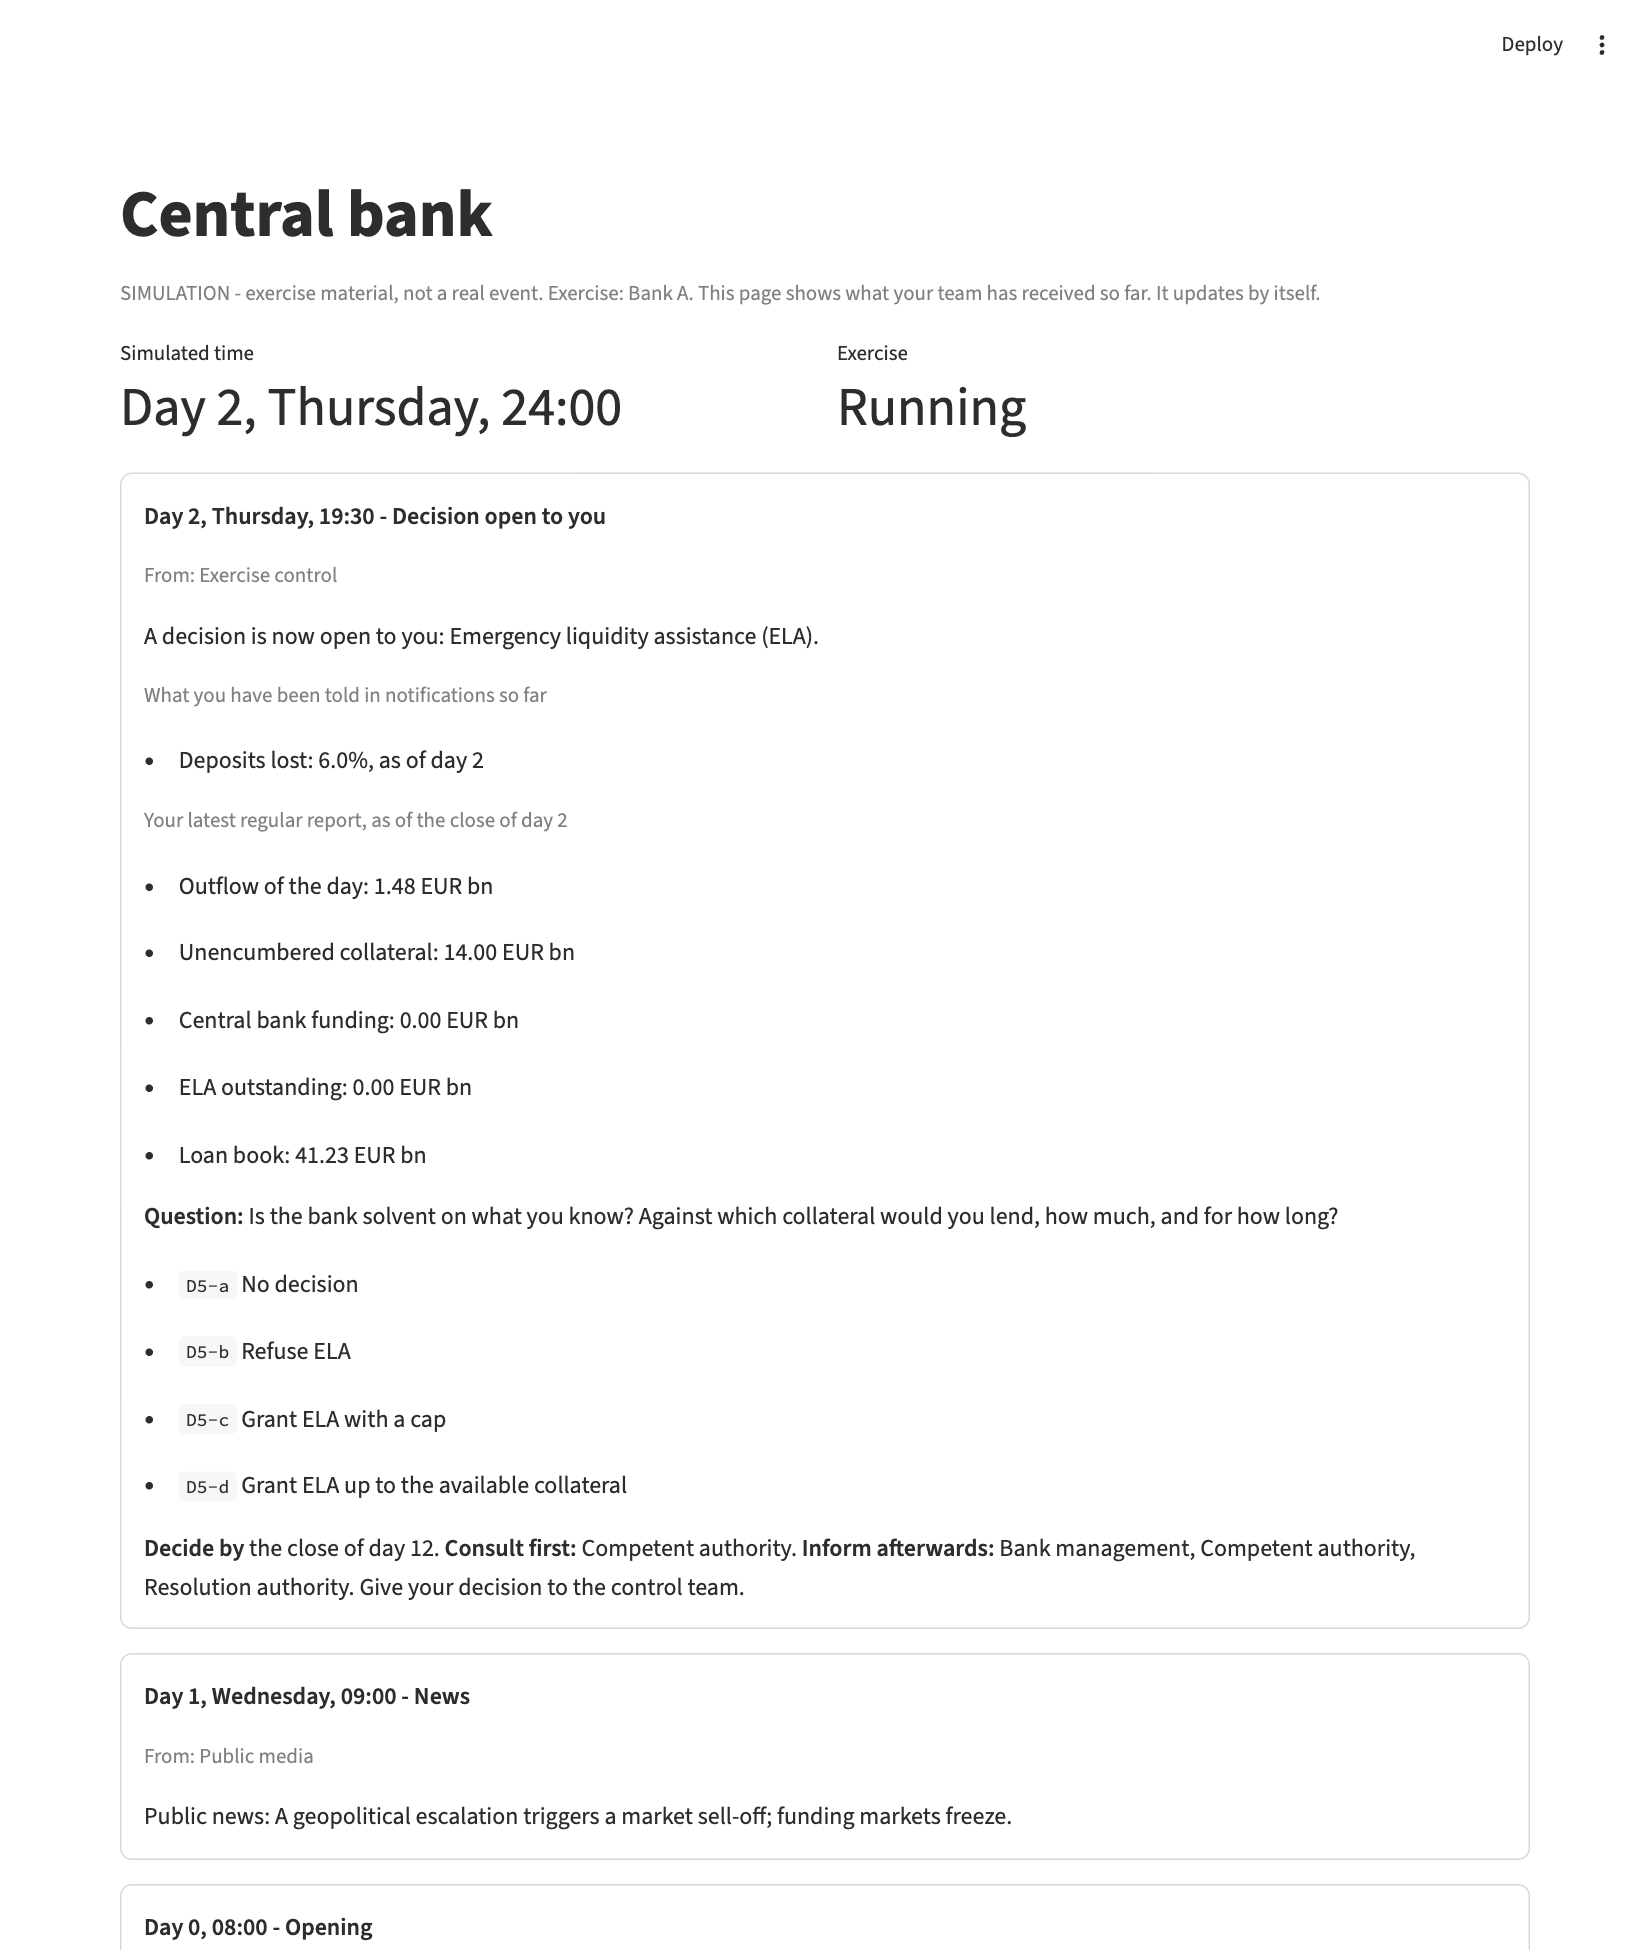 Deploy
Central bank
SIMULATION - exercise material, not a real event. Exercise: Bank A. This page shows what your team has received so far. It updates by itself.
Simulated time
Day 2, Thursday, 24:00
Exercise
Running
Day 2, Thursday, 19:30 - Decision open to you
From: Exercise control
A decision is now open to you: Emergency liquidity assistance (ELA).
What you have been told in notifications so far
• Deposits lost: 6.0%, as of day 2
Your latest regular report, as of the close of day 2
• Outflow of the day: 1.48 EUR bn
• Unencumbered collateral: 14.00 EUR bn
• Central bank funding: 0.00 EUR bn
• ELA outstanding: 0.00 EUR bn
• Loan book: 41.23 EUR bn
Question: Is the bank solvent on what you know? Against which collateral would you lend, how much, and for how long?
• D5-a No decision
• D5-b Refuse ELA
• D5-c Grant ELA with a cap
• D5-d Grant ELA up to the available collateral
Decide by the close of day 12. Consult first: Competent authority. Inform afterwards: Bank management, Competent authority,
Resolution authority. Give your decision to the control team.
Day 1, Wednesday, 09:00 - News
From: Public media
Public news: A geopolitical escalation triggers a market sell-off; funding markets freeze.
Day 0, 08:00 - Opening